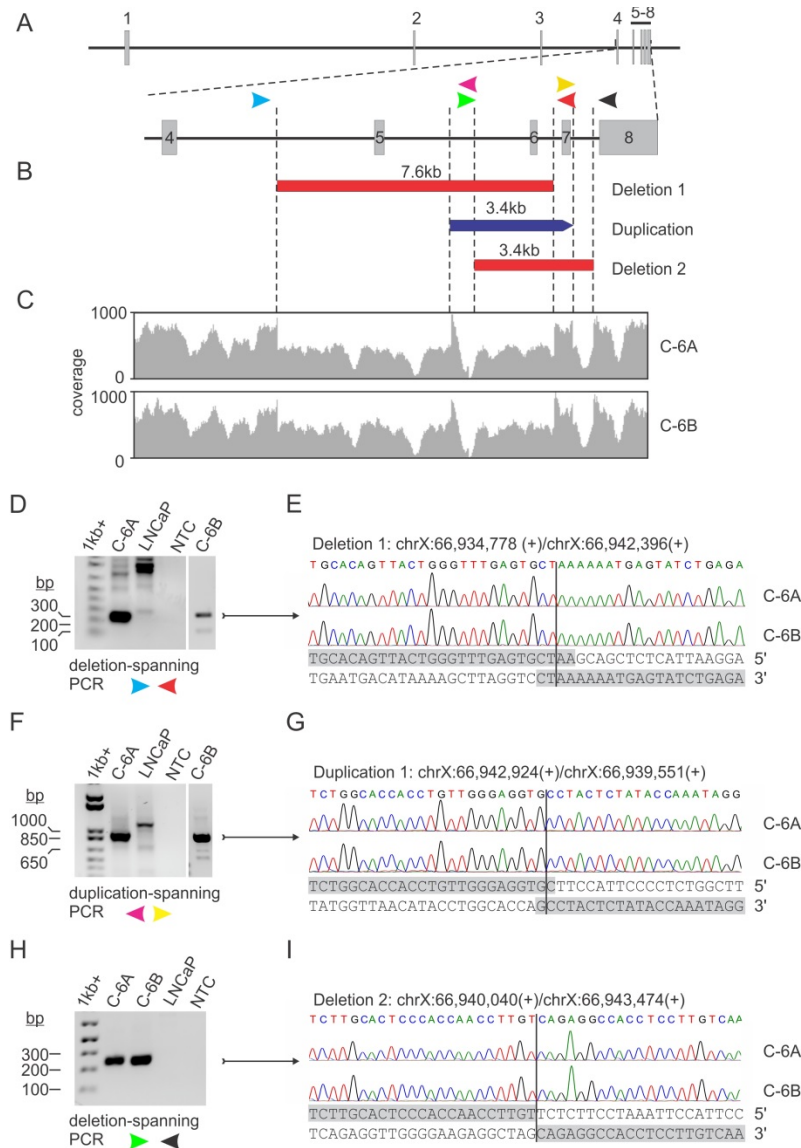 A
1 2 3 4 5-8
4 5 6 7 8
B
7.6kb
Deletion 1
3.4kb
Duplication
3.4kb
Deletion 2
C
1000
0
C-6A
coverage
1000
0
C-6B
D
1kb+ C-6A LNCaP NTC C-6B
bp
300
200
100
deletion-spanning
PCR
E
Deletion 1: chrX:66,934,778 (+)/chrX:66,942,396(+)
TGCACAGTTACTGGGTTTGAGTGCTAAAAAATGAGTATCTGAGA
C-6A
C-6B
TGCACAGTTACTGGGTTTGAGTGCTAAGCAGCTCTCATTAAGGA 5'
TGAATGACATAAAAGCTTAGGTCCTAAAAAATGAGTATCTGAGA 3'
F
1kb+ C-6A LNCaP NTC C-6B
bp
1000
850
650
duplication-spanning
PCR
G
Duplication 1: chrX:66,942,924(+)/chrX:66,939,551(+)
TCTGGCACCACCTGTTGGGAGGTGCCTACTCTATACCAAATAGG
C-6A
C-6B
TCTGGCACCACCTGTTGGGAGGTGCTTCCATTCCCCTCTGGCTT 5'
TATGGTTAACATACCTGGCACCAGCCTACTCTATACCAAATAGG 3'
H
1kb+ C-6A C-6B LNCaP NTC
bp
300
200
100
deletion-spanning
PCR
I
Deletion 2: chrX:66,940,040(+)/chrX:66,943,474(+)
TCTTGCACTCCCACCAACCTTGTCAGAGGCCACCTCCTTGTCAA
C-6A
C-6B
TCTTGCACTCCCACCAACCTTGTTCTCTTCCTAAATTCCATTCC 5'
TCAGAGGTTGGGGAAGAGGCTAGCAGAGGCCACCTCCTTGTCAA 3'